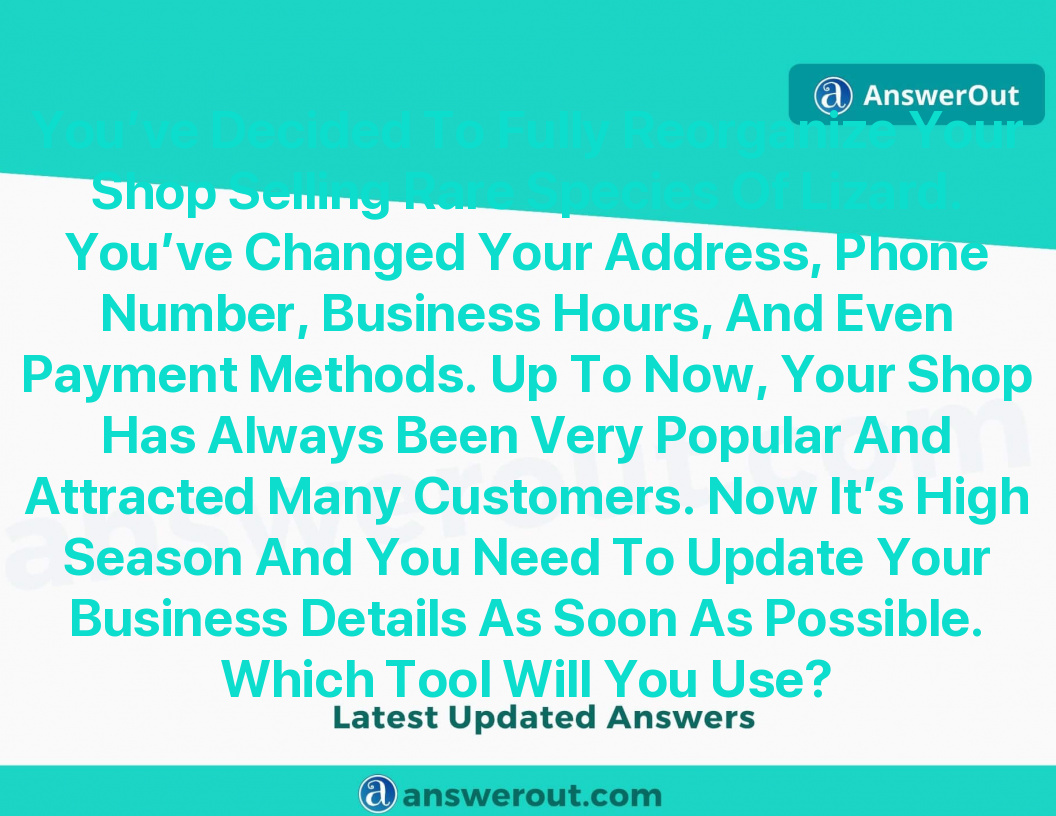 AnswerOut
You've Decided To Fully Reorganize Your
Shop Selling Rare Species Of Lizard.
You've Changed Your Address, Phone
Number, Business Hours, And Even
Payment Methods. Up To Now, Your Shop
Has Always Been Very Popular And
Attracted Many Customers. Now It's High
Season And You Need To Update Your
Business Details As Soon As Possible.
Which Tool Will You Use?
answerout.com
Latest Updated Answers
answerout.com